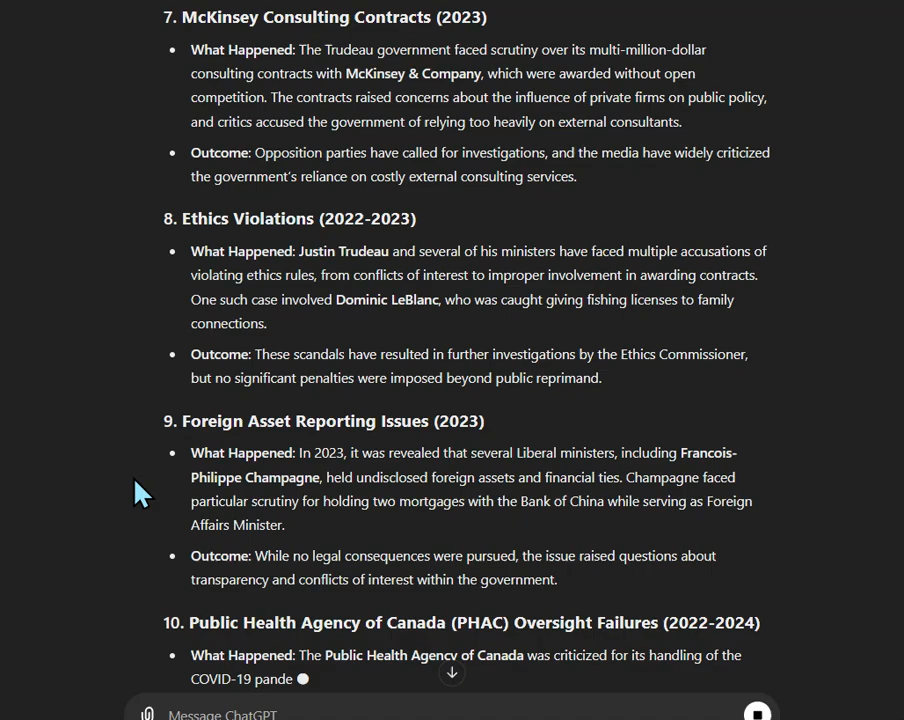 7. McKinsey Consulting Contracts (2023)
• What Happened: The Trudeau government faced scrutiny over its multi-million-dollar
consulting contracts with McKinsey & Company, which were awarded without open
competition. The contracts raised concerns about the influence of private firms on public policy,
and critics accused the government of relying too heavily on external consultants.
• Outcome: Opposition parties have called for investigations, and the media have widely criticized
the government's reliance on costly external consulting services.
8. Ethics Violations (2022-2023)
• What Happened: Justin Trudeau and several of his ministers have faced multiple accusations of
violating ethics rules, from conflicts of interest to improper involvement in awarding contracts.
One such case involved Dominic LeBlanc, who was caught giving fishing licenses to family
connections.
• Outcome: These scandals have resulted in further investigations by the Ethics Commissioner,
but no significant penalties were imposed beyond public reprimand.
9. Foreign Asset Reporting Issues (2023)
• What Happened: In 2023, it was revealed that several Liberal ministers, including Francois-
Philippe Champagne, held undisclosed foreign assets and financial ties. Champagne faced
particular scrutiny for holding two mortgages with the Bank of China while serving as Foreign
Affairs Minister.
• Outcome: While no legal consequences were pursued, the issue raised questions about
transparency and conflicts of interest within the government.
10. Public Health Agency of Canada (PHAC) Oversight Failures (2022-2024)
• What Happened: The Public Health Agency of Canada was criticized for its handling of the
COVID-19 pande
Message ChatGPT